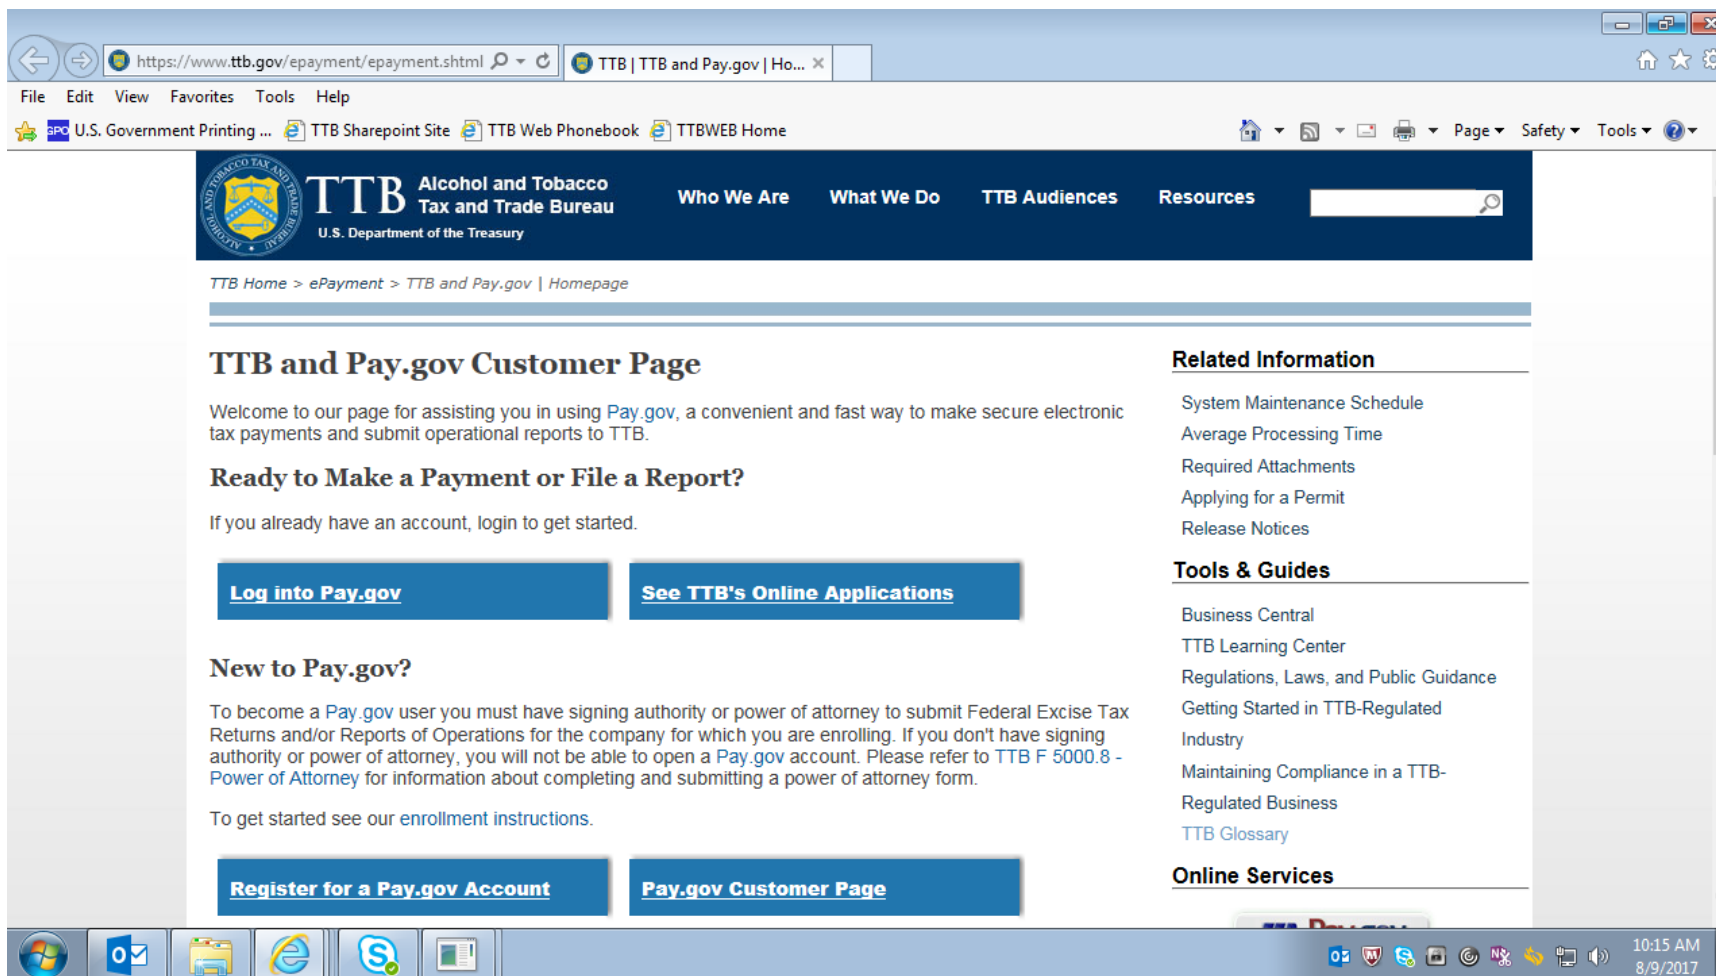 https://www.ttb.gov/epayment/epayment.shtml
TTB | TTB and Pay.gov | Ho...
File Edit View Favorites Tools Help
GPO U.S. Government Printing ... TTB Sharepoint Site TTB Web Phonebook TTBWEB Home
Page Safety Tools
TTB Alcohol and Tobacco Tax and Trade Bureau
U.S. Department of the Treasury
Who We Are What We Do TTB Audiences Resources
TTB Home > ePayment > TTB and Pay.gov | Homepage
TTB and Pay.gov Customer Page
Welcome to our page for assisting you in using Pay.gov, a convenient and fast way to make secure electronic
tax payments and submit operational reports to TTB.
Ready to Make a Payment or File a Report?
If you already have an account, login to get started.
Log into Pay.gov
See TTB's Online Applications
New to Pay.gov?
To become a Pay.gov user you must have signing authority or power of attorney to submit Federal Excise Tax
Returns and/or Reports of Operations for the company for which you are enrolling. If you don't have signing
authority or power of attorney, you will not be able to open a Pay.gov account. Please refer to TTB F 5000.8 -
Power of Attorney for information about completing and submitting a power of attorney form.
To get started see our enrollment instructions.
Register for a Pay.gov Account
Pay.gov Customer Page
Related Information
System Maintenance Schedule
Average Processing Time
Required Attachments
Applying for a Permit
Release Notices
Tools & Guides
Business Central
TTB Learning Center
Regulations, Laws, and Public Guidance
Getting Started in TTB-Regulated
Industry
Maintaining Compliance in a TTB-
Regulated Business
TTB Glossary
Online Services
10:15 AM
8/9/2017